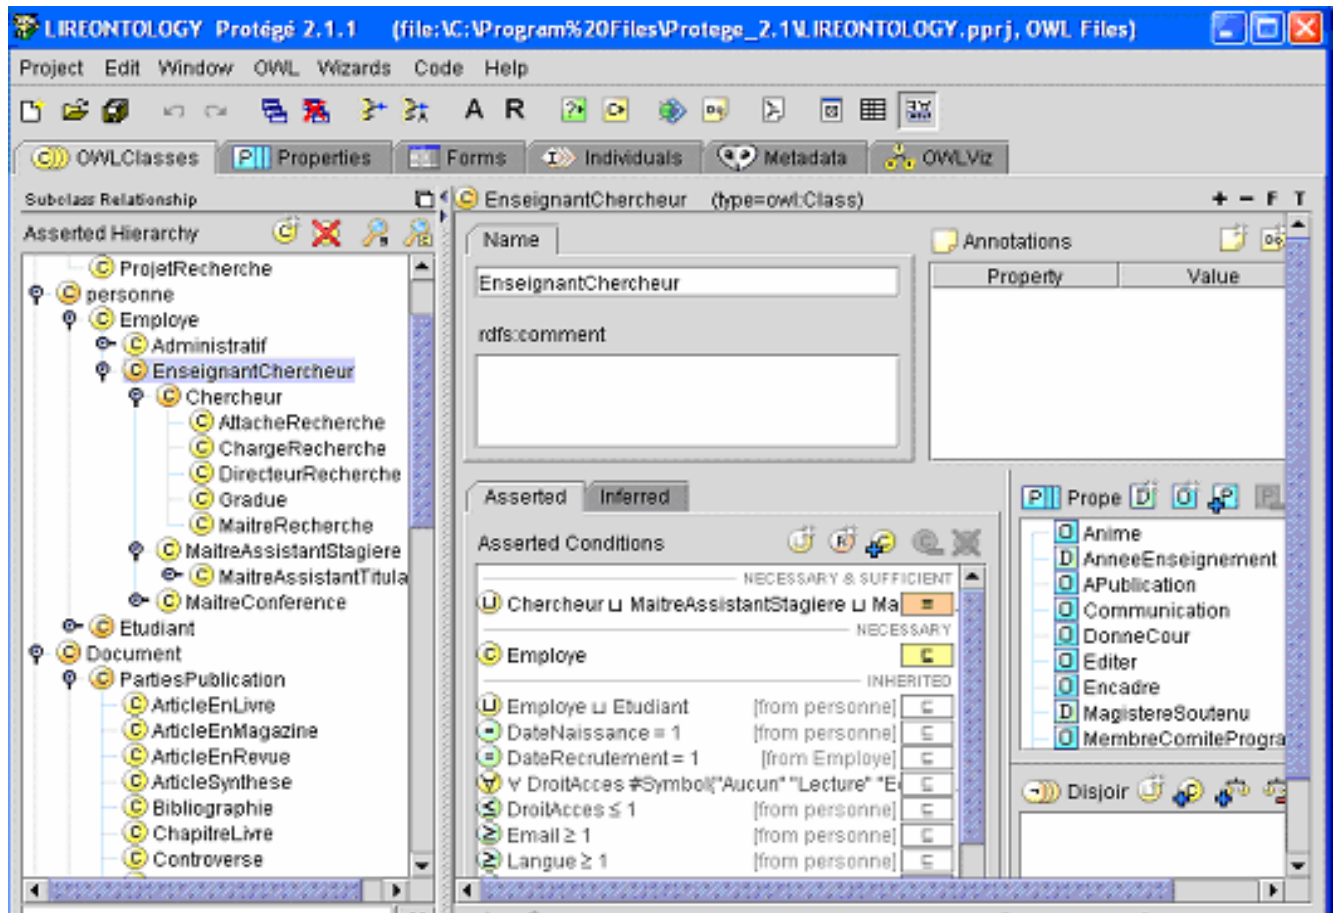 LIREONTOLOGY Protégé 2.1.1 (file:\C:\Program%20Files\Protege_2.1\LIREONTOLOGY.pprj, OWL Files)
Project Edit Window OWL Wizards Code Help
A R
OWLClasses Properties Forms Individuals Metadata OWLViz
Subclass Relationship
Asserted Hierarchy
ProjetRecherche
personne
Employe
Administratif
EnseignantChercheur
Chercheur
AttacheRecherche
ChargeRecherche
DirecteurRecherche
Gradue
MaitreRecherche
MaitreAssistantStagiere
MaitreAssistantTitula
MaitreConference
Etudiant
Document
PartiesPublication
ArticleEnLivre
ArticleEnMagazine
ArticleEnRevue
ArticleSynthese
Bibliographie
ChapitreLivre
Controverse
EnseignantChercheur (type=owl:Class)
+ − F T
Name
EnseignantChercheur
rdfs:comment
Annotations
Property Value
Asserted Inferred
Asserted Conditions
NECESSARY & SUFFICIENT
Chercheur ⊔ MaitreAssistantStagiere ⊔ Ma ≡
NECESSARY
Employe ⊑
INHERITED
Employe ⊔ Etudiant [from personne] ⊑
DateNaissance = 1 [from personne] ⊑
DateRecrutement = 1 [from Employe] ⊑
∀ DroitAcces #Symbol{"Aucun" "Lecture" "E ⊑
DroitAcces ≤ 1 [from personne] ⊑
Email ≥ 1 [from personne] ⊑
Langue ≥ 1 [from personne] ⊑
Prope
Anime
AnneeEnseignement
APublication
Communication
DonneCour
Editer
Encadre
MagistereSoutenu
MembreComiteProgra
Disjoir